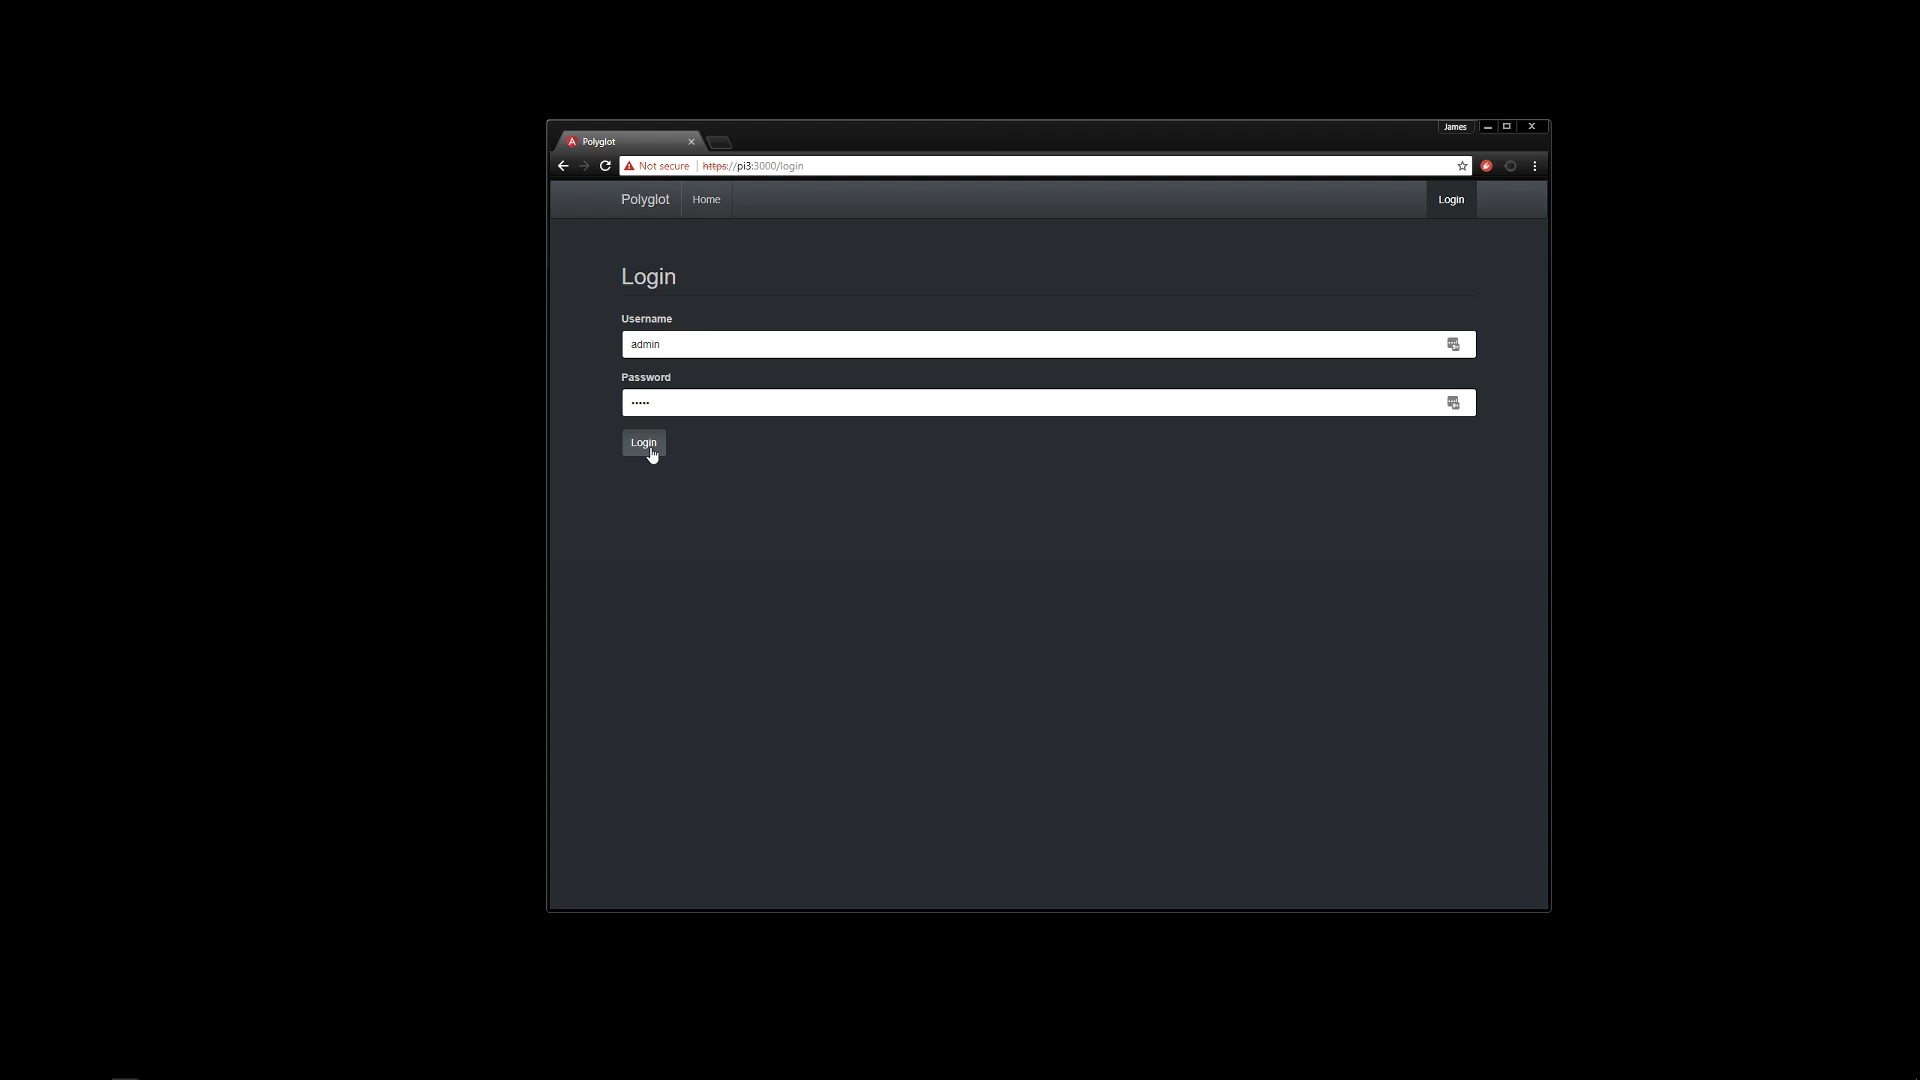 James
Polyglot
Not secure https://pi3:3000/login
Polyglot Home Login
Login
Username
admin
Password
•••••
Login